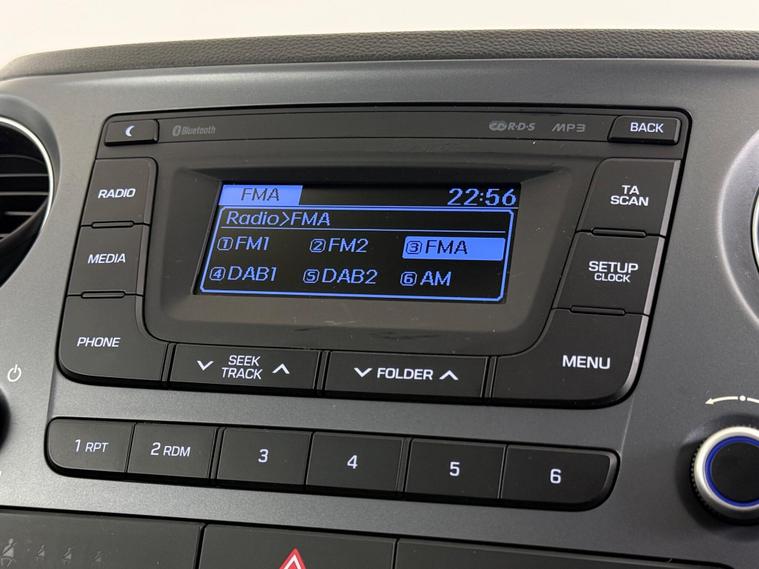 Bluetooth
R·D·S MP3
BACK
RADIO
MEDIA
PHONE
FMA 22:56
Radio>FMA
①FM1 ②FM2 ③FMA
④DAB1 ⑤DAB2 ⑥AM
TA
SCAN
SETUP
CLOCK
MENU
SEEK
TRACK
FOLDER
1 RPT 2 RDM 3 4 5 6